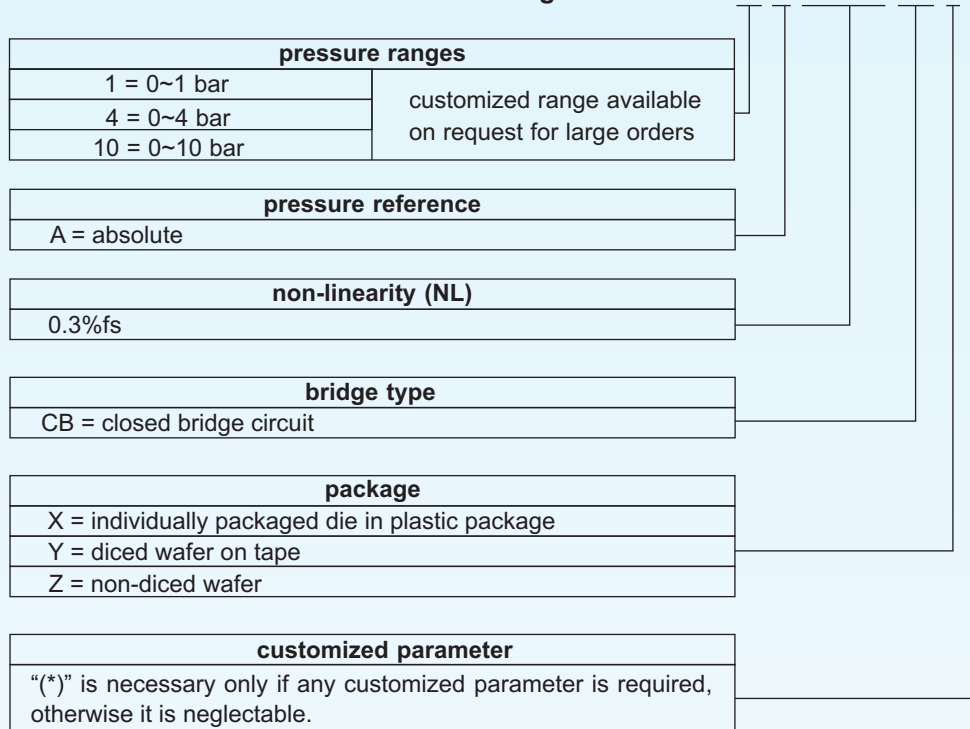 pressure ranges
1 = 0~1 bar
4 = 0~4 bar
10 = 0~10 bar
customized range available
on request for large orders
pressure reference
A = absolute
non-linearity (NL)
0.3%fs
bridge type
CB = closed bridge circuit
package
X = individually packaged die in plastic package
Y = diced wafer on tape
Z = non-diced wafer
customized parameter
“(*)” is necessary only if any customized parameter is required,
otherwise it is neglectable.